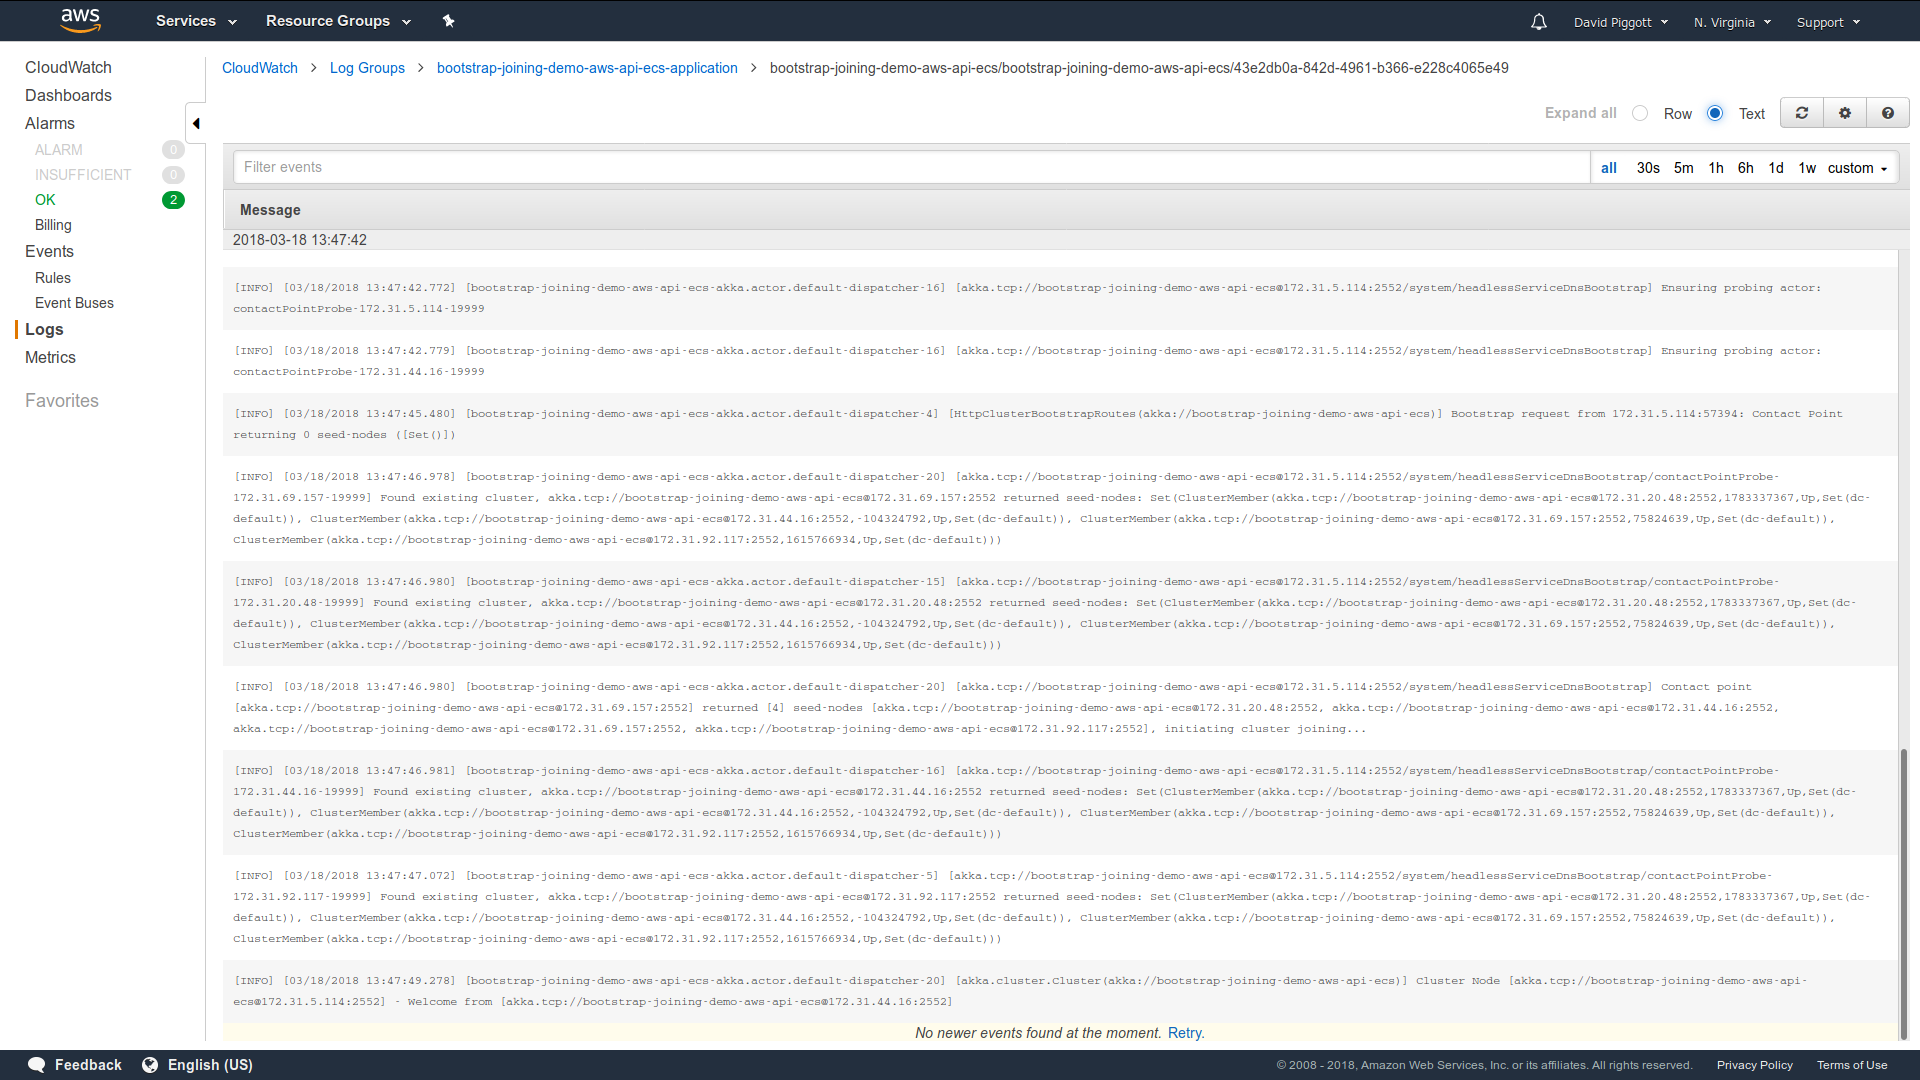 aws Services Resource Groups David Piggott N. Virginia Support
CloudWatch
Dashboards
Alarms
ALARM 0
INSUFFICIENT 0
OK 2
Billing
Events
Rules
Event Buses
Logs
Metrics
Favorites
CloudWatch > Log Groups > bootstrap-joining-demo-aws-api-ecs-application > bootstrap-joining-demo-aws-api-ecs/bootstrap-joining-demo-aws-api-ecs/43e2db0a-842d-4961-b366-e228c4065e49
Expand all Row Text
Filter events all 30s 5m 1h 6h 1d 1w custom
Message
2018-03-18 13:47:42
[INFO] [03/18/2018 13:47:42.772] [bootstrap-joining-demo-aws-api-ecs-akka.actor.default-dispatcher-16] [akka.tcp://bootstrap-joining-demo-aws-api-ecs@172.31.5.114:2552/system/headlessServiceDnsBootstrap] Ensuring probing actor:
contactPointProbe-172.31.5.114-19999
[INFO] [03/18/2018 13:47:42.779] [bootstrap-joining-demo-aws-api-ecs-akka.actor.default-dispatcher-16] [akka.tcp://bootstrap-joining-demo-aws-api-ecs@172.31.5.114:2552/system/headlessServiceDnsBootstrap] Ensuring probing actor:
contactPointProbe-172.31.44.16-19999
[INFO] [03/18/2018 13:47:45.480] [bootstrap-joining-demo-aws-api-ecs-akka.actor.default-dispatcher-4] [HttpClusterBootstrapRoutes(akka://bootstrap-joining-demo-aws-api-ecs)] Bootstrap request from 172.31.5.114:57394: Contact Point
returning 0 seed-nodes ([Set()])
[INFO] [03/18/2018 13:47:46.978] [bootstrap-joining-demo-aws-api-ecs-akka.actor.default-dispatcher-20] [akka.tcp://bootstrap-joining-demo-aws-api-ecs@172.31.5.114:2552/system/headlessServiceDnsBootstrap/contactPointProbe-
172.31.69.157-19999] Found existing cluster, akka.tcp://bootstrap-joining-demo-aws-api-ecs@172.31.69.157:2552 returned seed-nodes: Set(ClusterMember(akka.tcp://bootstrap-joining-demo-aws-api-ecs@172.31.20.48:2552,1783337367,Up,Set(dc-
default)), ClusterMember(akka.tcp://bootstrap-joining-demo-aws-api-ecs@172.31.44.16:2552,-104324792,Up,Set(dc-default)), ClusterMember(akka.tcp://bootstrap-joining-demo-aws-api-ecs@172.31.69.157:2552,75824639,Up,Set(dc-default)),
ClusterMember(akka.tcp://bootstrap-joining-demo-aws-api-ecs@172.31.92.117:2552,1615766934,Up,Set(dc-default)))
[INFO] [03/18/2018 13:47:46.980] [bootstrap-joining-demo-aws-api-ecs-akka.actor.default-dispatcher-15] [akka.tcp://bootstrap-joining-demo-aws-api-ecs@172.31.5.114:2552/system/headlessServiceDnsBootstrap/contactPointProbe-
172.31.20.48-19999] Found existing cluster, akka.tcp://bootstrap-joining-demo-aws-api-ecs@172.31.20.48:2552 returned seed-nodes: Set(ClusterMember(akka.tcp://bootstrap-joining-demo-aws-api-ecs@172.31.20.48:2552,1783337367,Up,Set(dc-
default)), ClusterMember(akka.tcp://bootstrap-joining-demo-aws-api-ecs@172.31.44.16:2552,-104324792,Up,Set(dc-default)), ClusterMember(akka.tcp://bootstrap-joining-demo-aws-api-ecs@172.31.69.157:2552,75824639,Up,Set(dc-default)),
ClusterMember(akka.tcp://bootstrap-joining-demo-aws-api-ecs@172.31.92.117:2552,1615766934,Up,Set(dc-default)))
[INFO] [03/18/2018 13:47:46.980] [bootstrap-joining-demo-aws-api-ecs-akka.actor.default-dispatcher-20] [akka.tcp://bootstrap-joining-demo-aws-api-ecs@172.31.5.114:2552/system/headlessServiceDnsBootstrap] Contact point
[akka.tcp://bootstrap-joining-demo-aws-api-ecs@172.31.69.157:2552] returned [4] seed-nodes [akka.tcp://bootstrap-joining-demo-aws-api-ecs@172.31.20.48:2552, akka.tcp://bootstrap-joining-demo-aws-api-ecs@172.31.44.16:2552,
akka.tcp://bootstrap-joining-demo-aws-api-ecs@172.31.69.157:2552, akka.tcp://bootstrap-joining-demo-aws-api-ecs@172.31.92.117:2552], initiating cluster joining...
[INFO] [03/18/2018 13:47:46.981] [bootstrap-joining-demo-aws-api-ecs-akka.actor.default-dispatcher-16] [akka.tcp://bootstrap-joining-demo-aws-api-ecs@172.31.5.114:2552/system/headlessServiceDnsBootstrap/contactPointProbe-
172.31.44.16-19999] Found existing cluster, akka.tcp://bootstrap-joining-demo-aws-api-ecs@172.31.44.16:2552 returned seed-nodes: Set(ClusterMember(akka.tcp://bootstrap-joining-demo-aws-api-ecs@172.31.20.48:2552,1783337367,Up,Set(dc-
default)), ClusterMember(akka.tcp://bootstrap-joining-demo-aws-api-ecs@172.31.44.16:2552,-104324792,Up,Set(dc-default)), ClusterMember(akka.tcp://bootstrap-joining-demo-aws-api-ecs@172.31.69.157:2552,75824639,Up,Set(dc-default)),
ClusterMember(akka.tcp://bootstrap-joining-demo-aws-api-ecs@172.31.92.117:2552,1615766934,Up,Set(dc-default)))
[INFO] [03/18/2018 13:47:47.072] [bootstrap-joining-demo-aws-api-ecs-akka.actor.default-dispatcher-5] [akka.tcp://bootstrap-joining-demo-aws-api-ecs@172.31.5.114:2552/system/headlessServiceDnsBootstrap/contactPointProbe-
172.31.92.117-19999] Found existing cluster, akka.tcp://bootstrap-joining-demo-aws-api-ecs@172.31.92.117:2552 returned seed-nodes: Set(ClusterMember(akka.tcp://bootstrap-joining-demo-aws-api-ecs@172.31.20.48:2552,1783337367,Up,Set(dc-
default)), ClusterMember(akka.tcp://bootstrap-joining-demo-aws-api-ecs@172.31.44.16:2552,-104324792,Up,Set(dc-default)), ClusterMember(akka.tcp://bootstrap-joining-demo-aws-api-ecs@172.31.69.157:2552,75824639,Up,Set(dc-default)),
ClusterMember(akka.tcp://bootstrap-joining-demo-aws-api-ecs@172.31.92.117:2552,1615766934,Up,Set(dc-default)))
[INFO] [03/18/2018 13:47:49.278] [bootstrap-joining-demo-aws-api-ecs-akka.actor.default-dispatcher-20] [akka.cluster.Cluster(akka://bootstrap-joining-demo-aws-api-ecs)] Cluster Node [akka.tcp://bootstrap-joining-demo-aws-api-
ecs@172.31.5.114:2552] - Welcome from [akka.tcp://bootstrap-joining-demo-aws-api-ecs@172.31.44.16:2552]
No newer events found at the moment. Retry.
Feedback English (US) © 2008 - 2018, Amazon Web Services, Inc. or its affiliates. All rights reserved. Privacy Policy Terms of Use